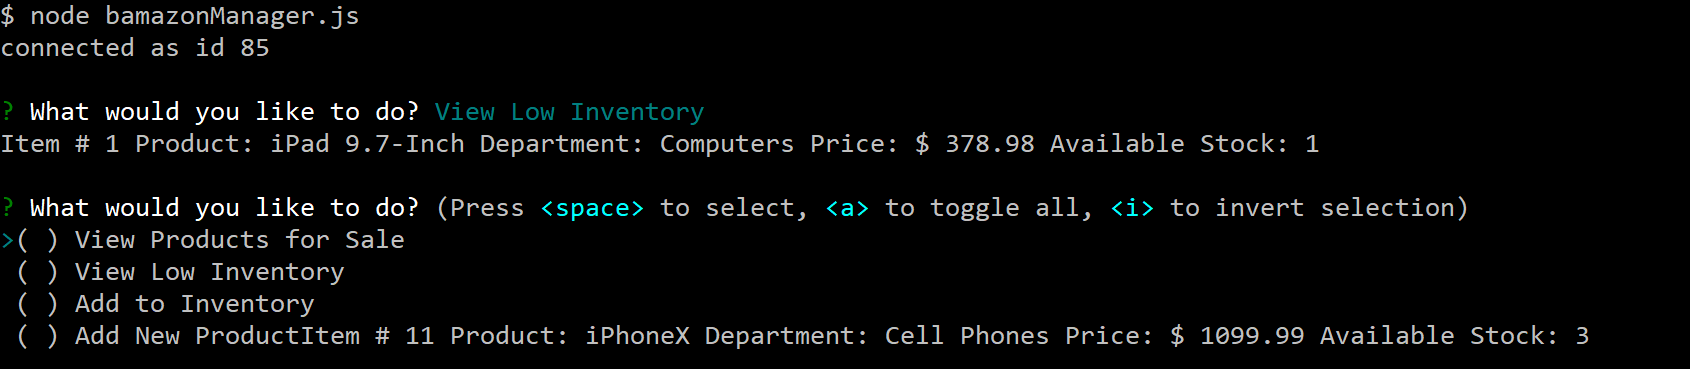 $ node bamazonManager.js
connected as id 85
? What would you like to do? View Low Inventory
Item # 1 Product: iPad 9.7-Inch Department: Computers Price: $ 378.98 Available Stock: 1
? What would you like to do? (Press <space> to select, <a> to toggle all, <i> to invert selection)
>( ) View Products for Sale
( ) View Low Inventory
( ) Add to Inventory
( ) Add New ProductItem # 11 Product: iPhoneX Department: Cell Phones Price: $ 1099.99 Available Stock: 3